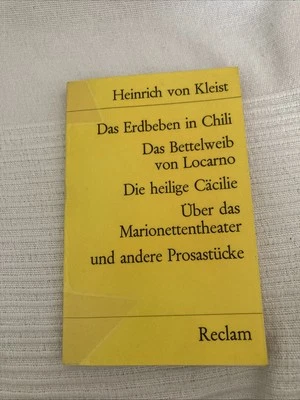 Heinrich von Kleist
Das Erdbeben in Chili
Das Bettelweib
von Locarno
Die heilige Cäcilie
Über das
Marionettentheater
und andere Prosastücke
Reclam